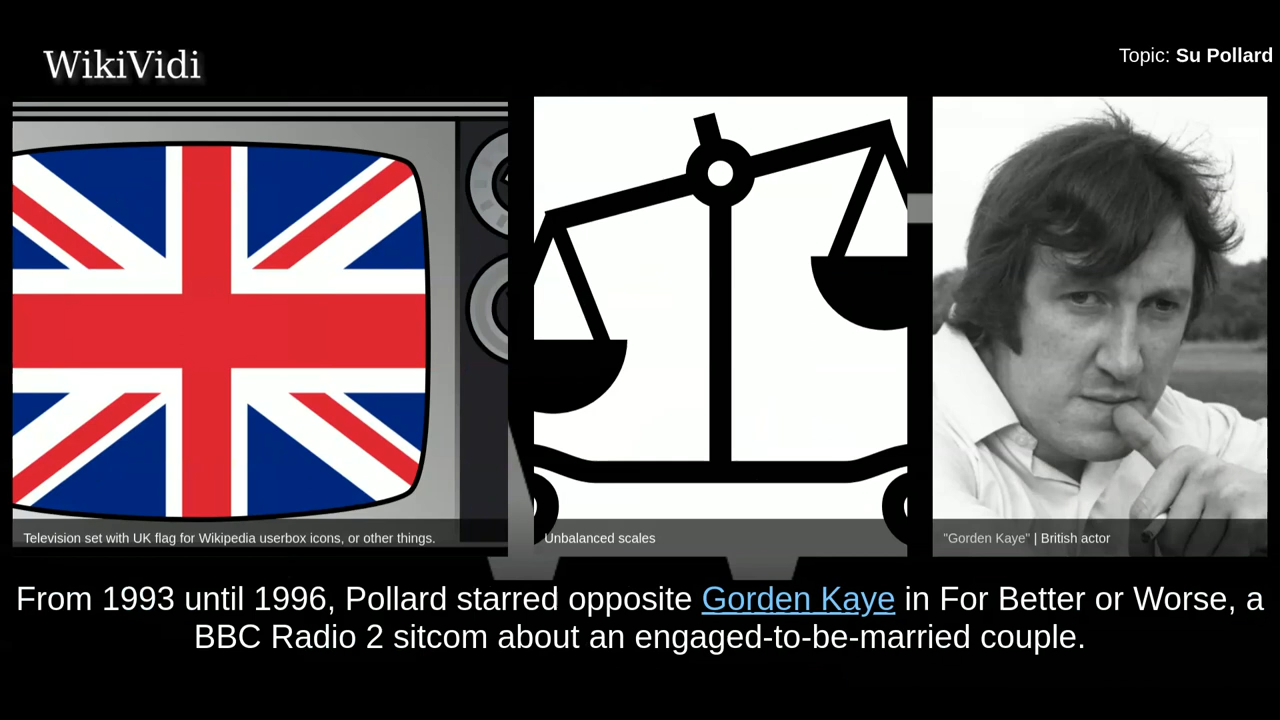 WikiVidi
Topic: Su Pollard
Television set with UK flag for Wikipedia userbox icons, or other things.
Unbalanced scales
"Gorden Kaye" | British actor
From 1993 until 1996, Pollard starred opposite Gorden Kaye in For Better or Worse, a
BBC Radio 2 sitcom about an engaged-to-be-married couple.